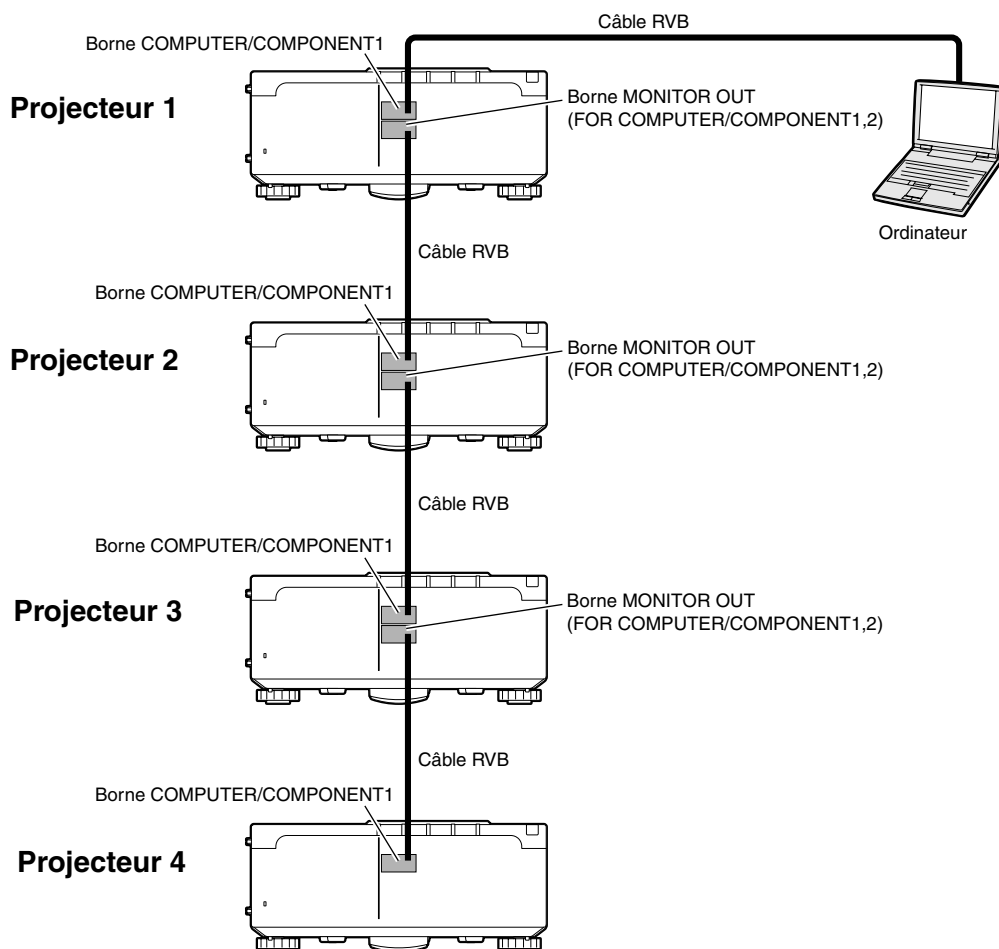 Câble RVB
Borne COMPUTER/COMPONENT1
Projecteur 1
Borne MONITOR OUT
(FOR COMPUTER/COMPONENT1,2)
Ordinateur
Câble RVB
Borne COMPUTER/COMPONENT1
Projecteur 2
Borne MONITOR OUT
(FOR COMPUTER/COMPONENT1,2)
Câble RVB
Borne COMPUTER/COMPONENT1
Projecteur 3
Borne MONITOR OUT
(FOR COMPUTER/COMPONENT1,2)
Câble RVB
Borne COMPUTER/COMPONENT1
Projecteur 4